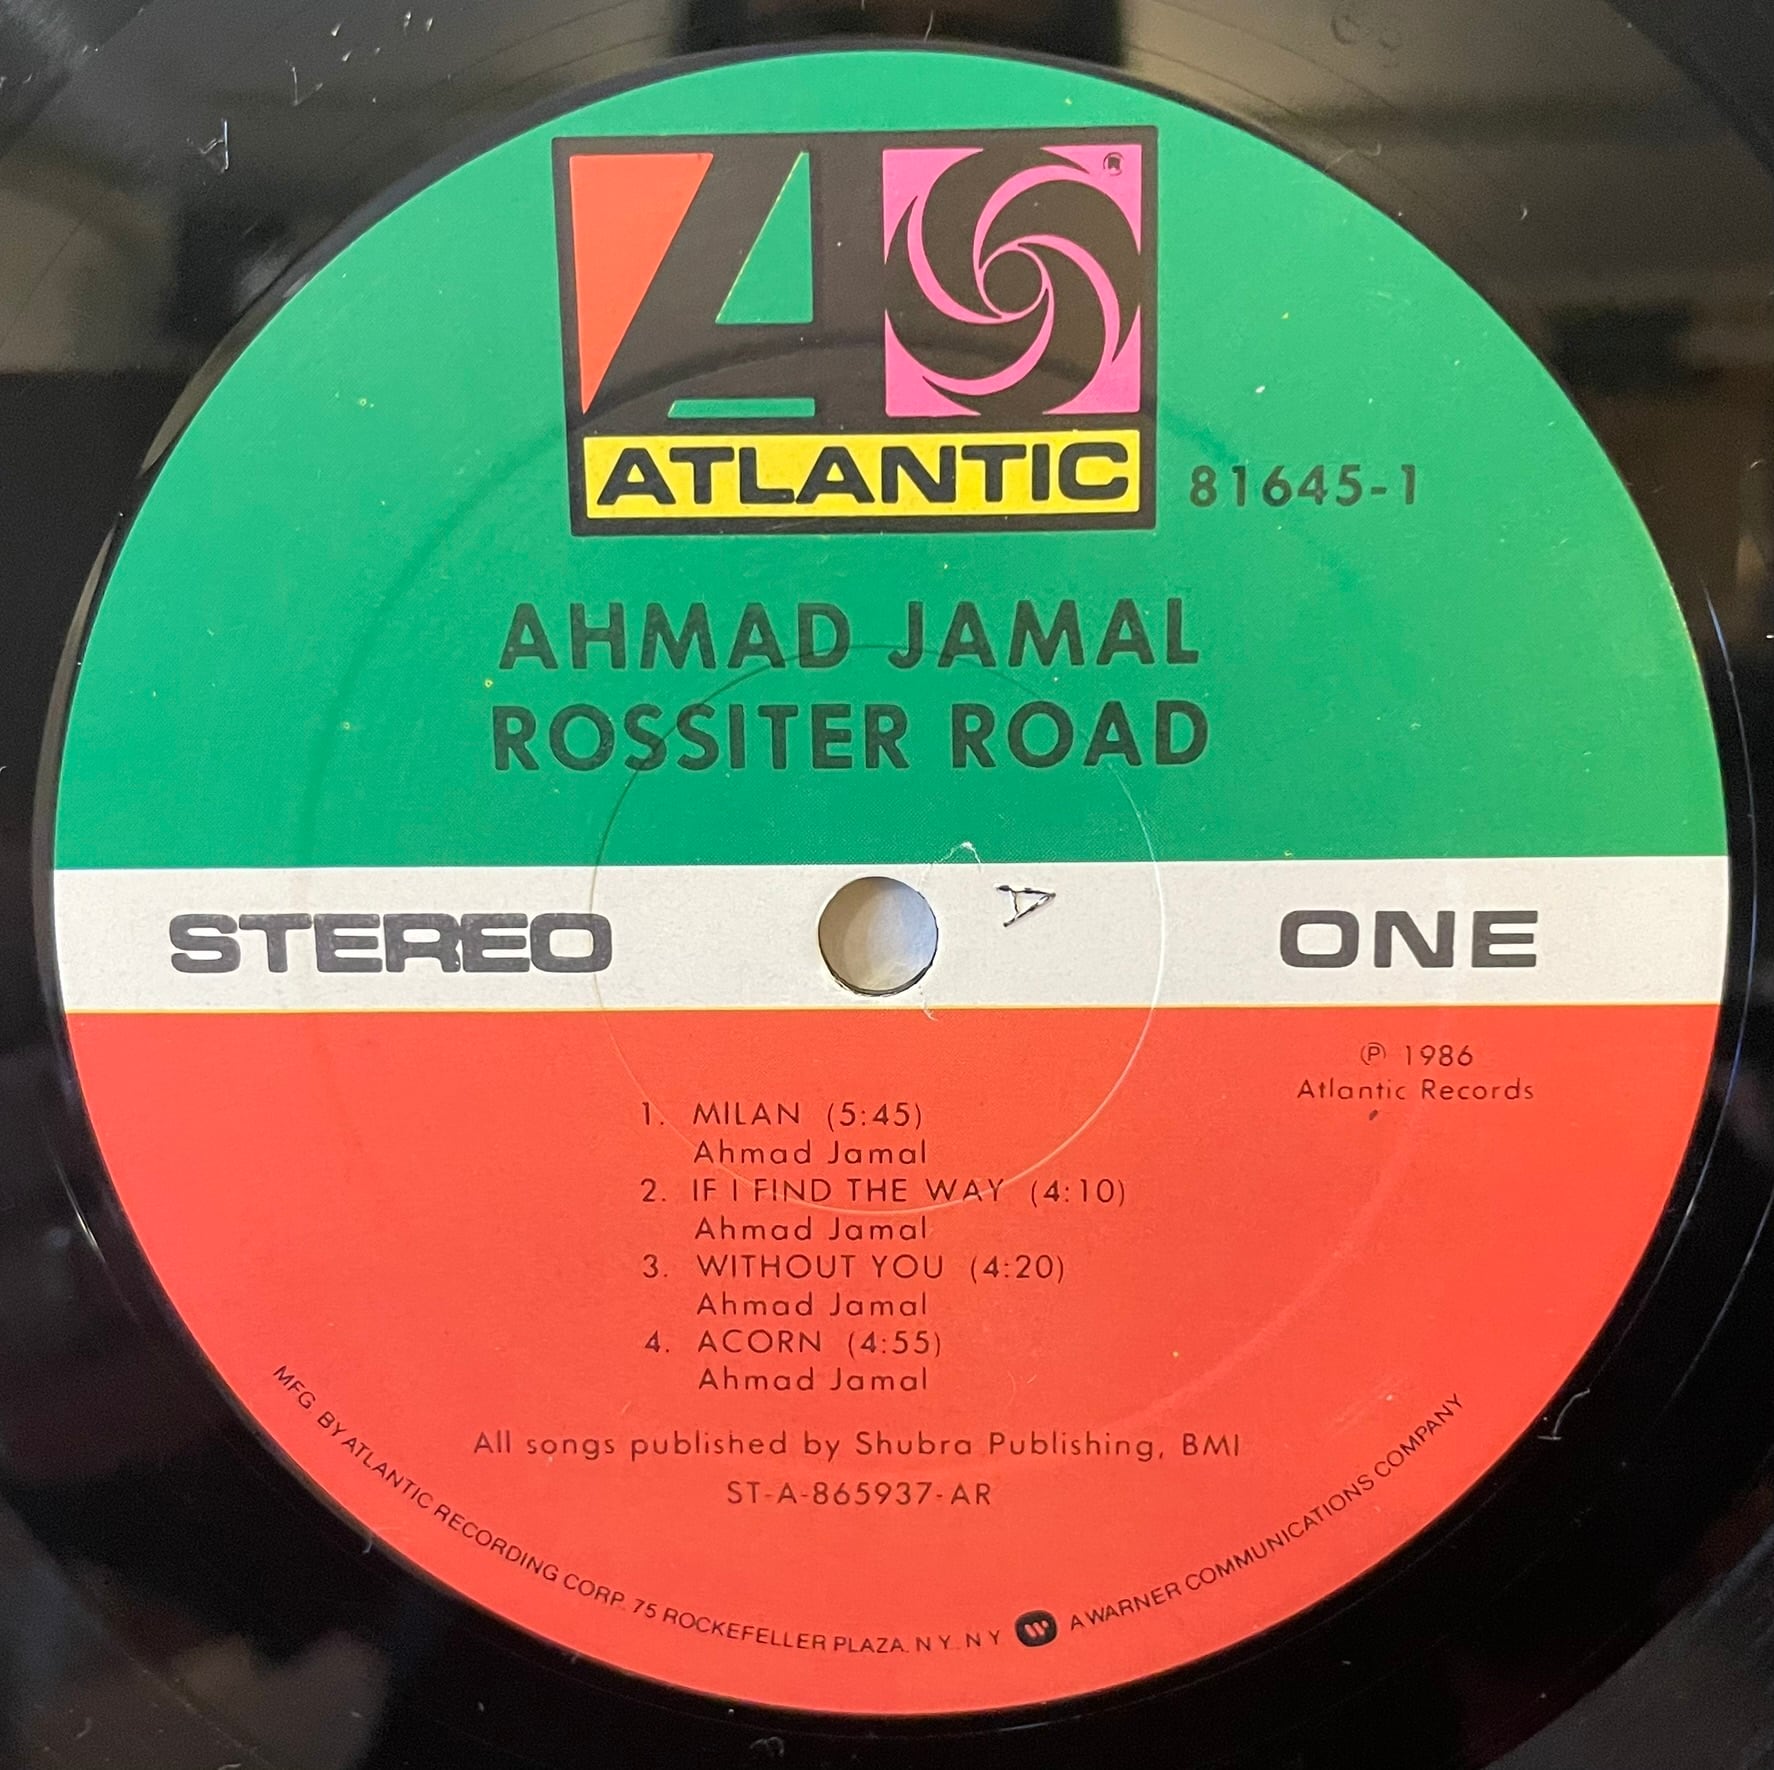 ®
ATLANTIC
81645-1
AHMAD JAMAL
ROSSITER ROAD
STEREO
A
ONE
℗ 1986
Atlantic Records
1. MILAN (5:45)
Ahmad Jamal
2. IF I FIND THE WAY (4:10)
Ahmad Jamal
3. WITHOUT YOU (4:20)
Ahmad Jamal
4. ACORN (4:55)
Ahmad Jamal
All songs published by Shubra Publishing, BMI
ST-A-865937-AR
MFG. BY ATLANTIC RECORDING CORP. 75 ROCKEFELLER PLAZA. N.Y. N.Y. A WARNER COMMUNICATIONS COMPANY